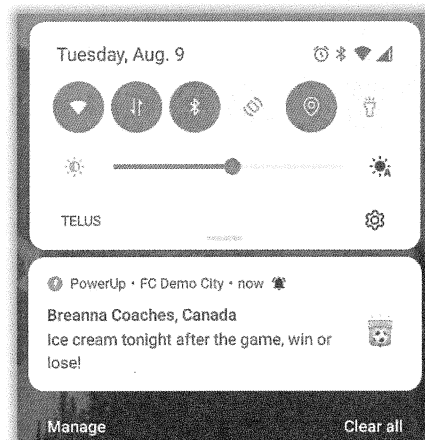 Tuesday, Aug. 9
TELUS
PowerUp • FC Demo City • now
Breanna Coaches, Canada
Ice cream tonight after the game, win or
lose!
Manage
Clear all